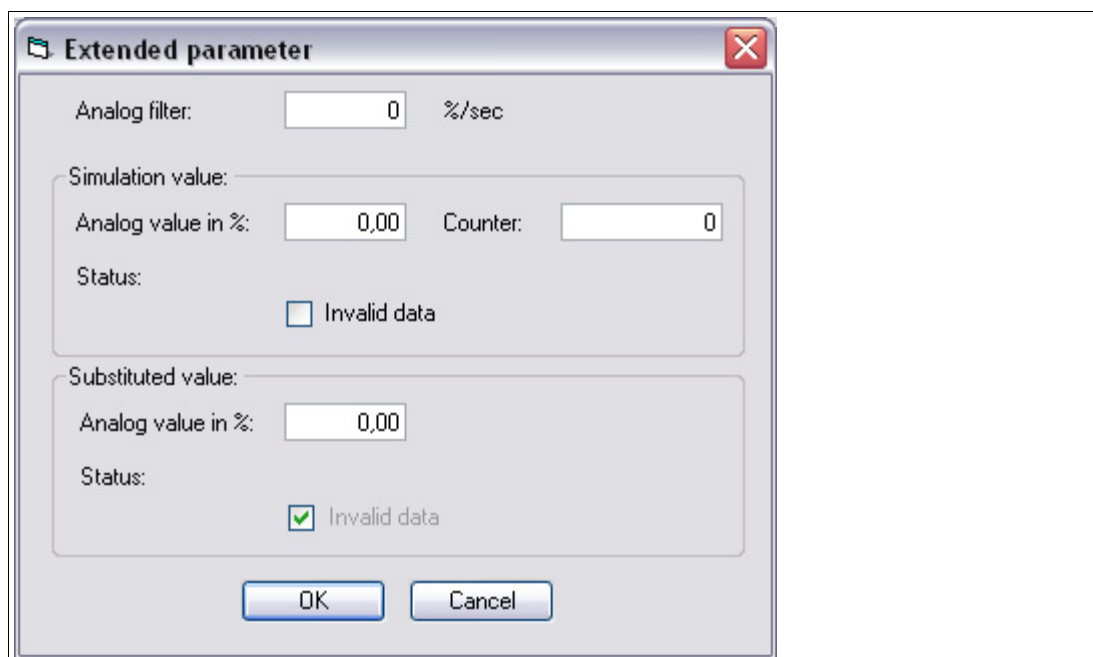 Extended parameter
Analog filter: 0 %/sec
Simulation value:
Analog value in %: 0,00 Counter: 0
Status:
Invalid data
Substituted value:
Analog value in %: 0,00
Status:
Invalid data
OK Cancel